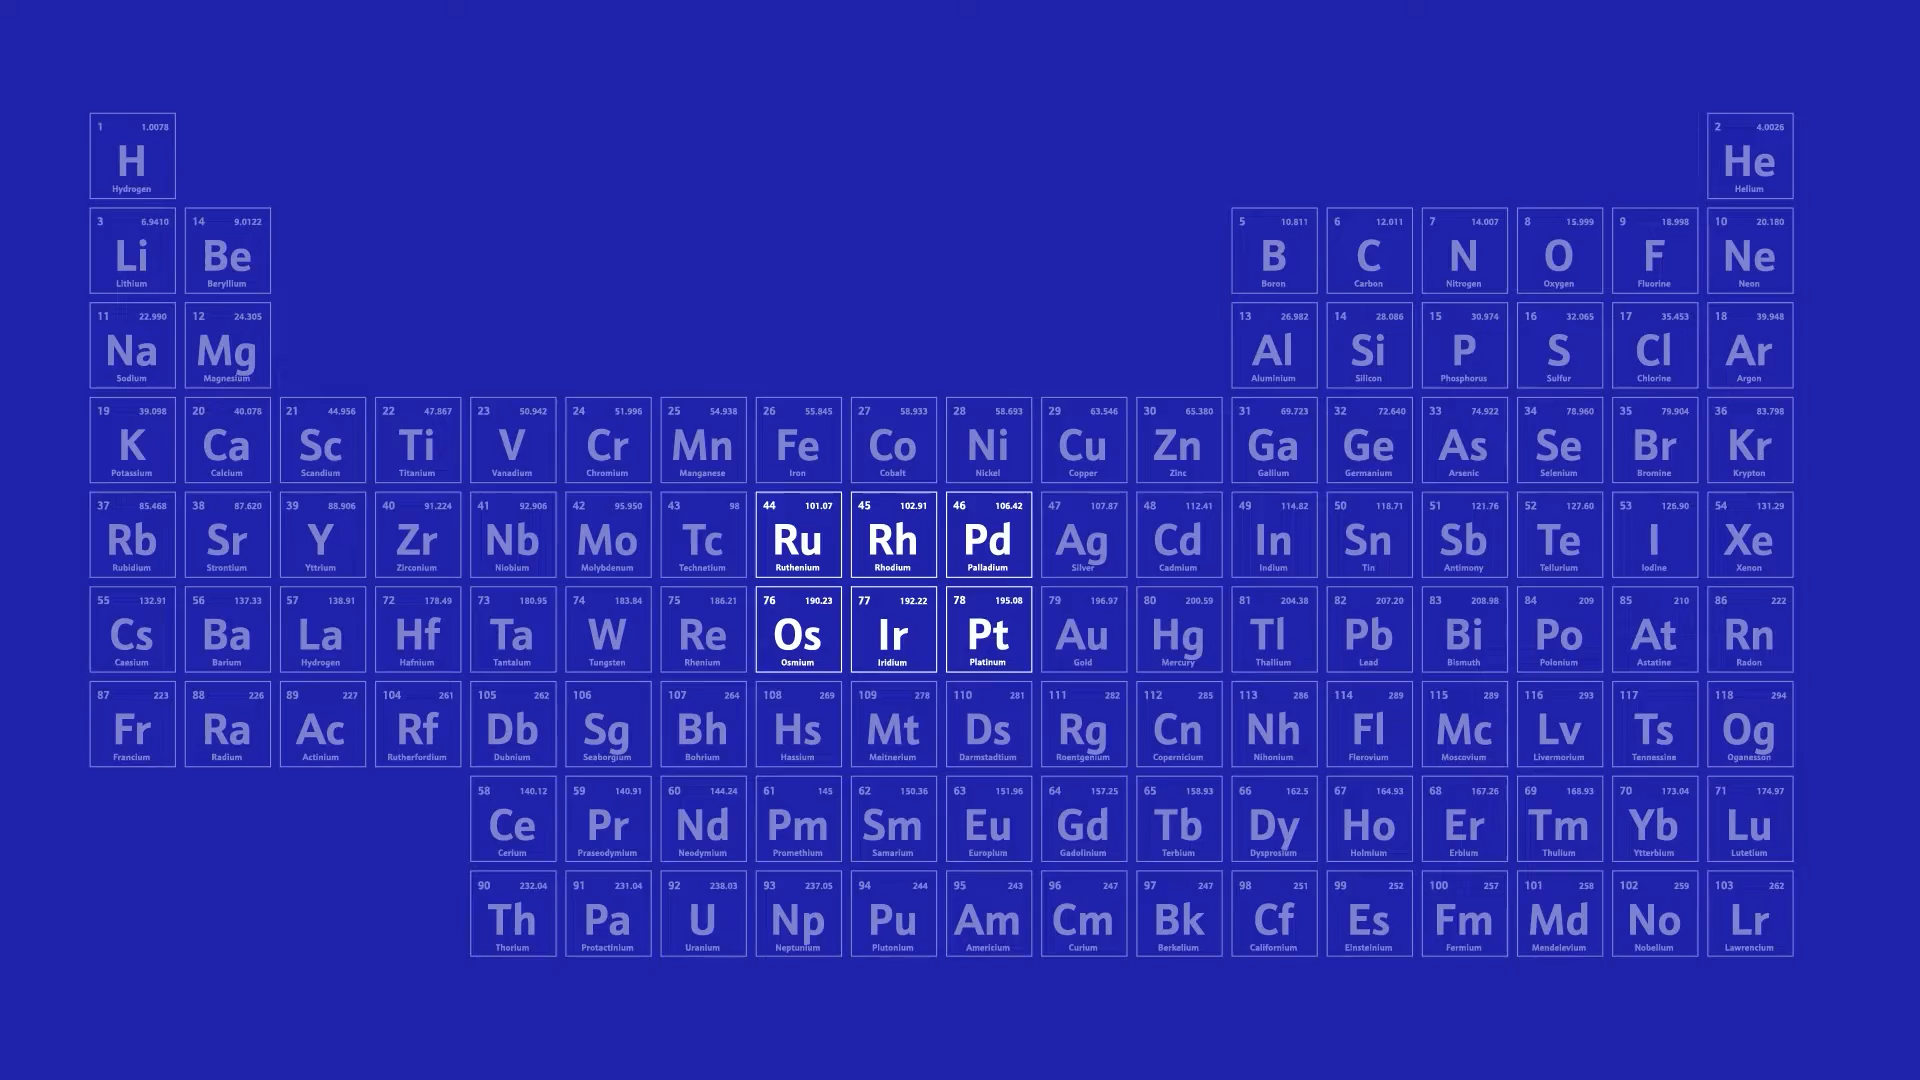 1 1.0078 2 4.0026
H He
Hydrogen Helium
3 6.9410 14 9.0122 5 10.811 6 12.011 7 14.007 8 15.999 9 18.998 10 20.180
Li Be B C N O F Ne
Lithium Beryllium Boron Carbon Nitrogen Oxygen Fluorine Neon
11 22.990 12 24.305 13 26.982 14 28.086 15 30.974 16 32.065 17 35.453 18 39.948
Na Mg Al Si P S Cl Ar
Sodium Magnesium Aluminium Silicon Phosphorus Sulfur Chlorine Argon
19 39.098 20 40.078 21 44.956 22 47.867 23 50.942 24 51.996 25 54.938 26 55.845 27 58.933 28 58.693 29 63.546 30 65.380 31 69.723 32 72.640 33 74.922 34 78.960 35 79.904 36 83.798
K Ca Sc Ti V Cr Mn Fe Co Ni Cu Zn Ga Ge As Se Br Kr
Potassium Calcium Scandium Titanium Vanadium Chromium Manganese Iron Cobalt Nickel Copper Zinc Gallium Germanium Arsenic Selenium Bromine Krypton
37 85.468 38 87.620 39 88.906 40 91.224 41 92.906 42 95.950 43 98 44 101.07 45 102.91 46 106.42 47 107.87 48 112.41 49 114.82 50 118.71 51 121.76 52 127.60 53 126.90 54 131.29
Rb Sr Y Zr Nb Mo Tc Ru Rh Pd Ag Cd In Sn Sb Te I Xe
Rubidium Strontium Yttrium Zirconium Niobium Molybdenum Technetium Ruthenium Rhodium Palladium Silver Cadmium Indium Tin Antimony Tellurium Iodine Xenon
55 132.91 56 137.33 57 138.91 72 178.49 73 180.95 74 183.84 75 186.21 76 190.23 77 192.22 78 195.08 79 196.97 80 200.59 81 204.38 82 207.20 83 208.98 84 209 85 210 86 222
Cs Ba La Hf Ta W Re Os Ir Pt Au Hg Tl Pb Bi Po At Rn
Caesium Barium Hydrogen Hafnium Tantalum Tungsten Rhenium Osmium Iridium Platinum Gold Mercury Thallium Lead Bismuth Polonium Astatine Radon
87 223 88 226 89 227 104 261 105 262 106 107 264 108 269 109 278 110 281 111 282 112 285 113 286 114 289 115 289 116 293 117 118 294
Fr Ra Ac Rf Db Sg Bh Hs Mt Ds Rg Cn Nh Fl Mc Lv Ts Og
Francium Radium Actinium Rutherfordium Dubnium Seaborgium Bohrium Hassium Meitnerium Darmstadtium Roentgenium Copernicium Nihonium Flerovium Moscovium Livermorium Tennessine Oganesson
58 140.12 59 140.91 60 144.24 61 145 62 150.36 63 151.96 64 157.25 65 158.93 66 162.5 67 164.93 68 167.26 69 168.93 70 173.04 71 174.97
Ce Pr Nd Pm Sm Eu Gd Tb Dy Ho Er Tm Yb Lu
Cerium Praseodymium Neodymium Promethium Samarium Europium Gadolinium Terbium Dysprosium Holmium Erbium Thulium Ytterbium Lutetium
90 232.04 91 231.04 92 238.03 93 237.05 94 244 95 243 96 247 97 247 98 251 99 252 100 257 101 258 102 259 103 262
Th Pa U Np Pu Am Cm Bk Cf Es Fm Md No Lr
Thorium Protactinium Uranium Neptunium Plutonium Americium Curium Berkelium Californium Einsteinium Fermium Mendelevium Nobelium Lawrencium